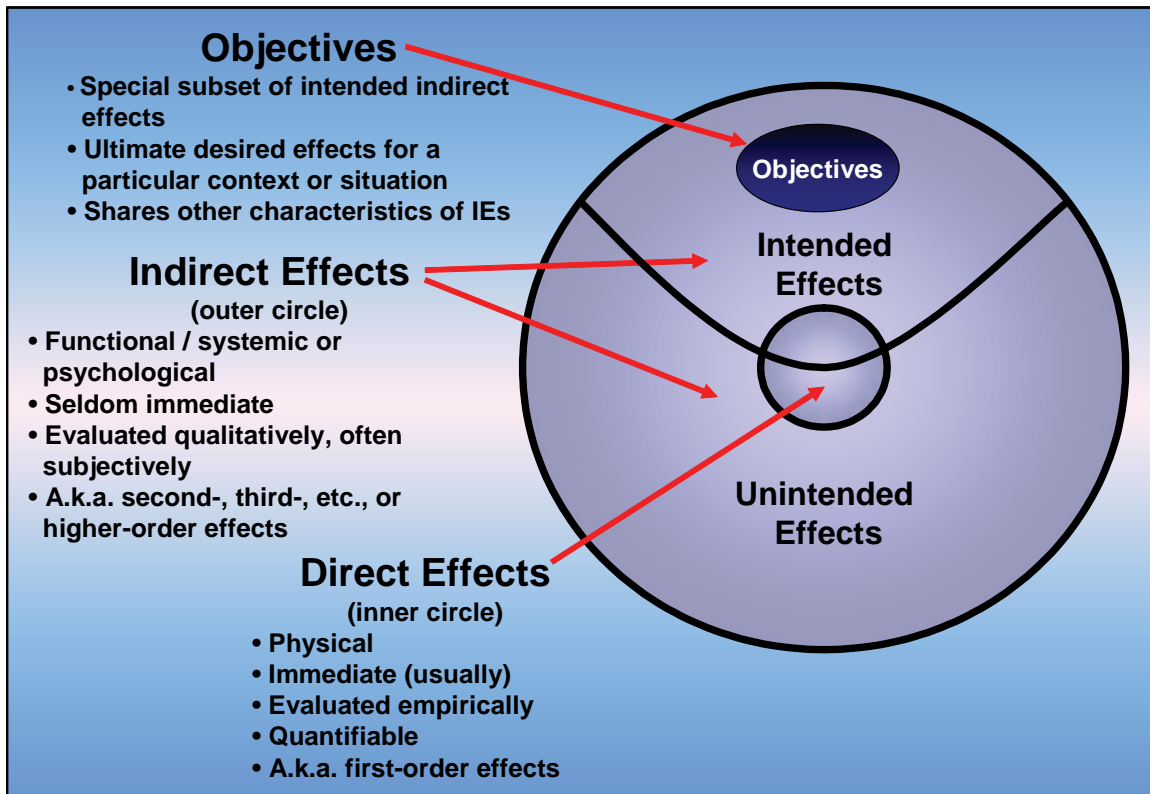 Objectives
• Special subset of intended indirect
effects
• Ultimate desired effects for a
particular context or situation
• Shares other characteristics of IEs
Indirect Effects
(outer circle)
• Functional / systemic or
psychological
• Seldom immediate
• Evaluated qualitatively, often
subjectively
• A.k.a. second-, third-, etc., or
higher-order effects
Direct Effects
(inner circle)
• Physical
• Immediate (usually)
• Evaluated empirically
• Quantifiable
• A.k.a. first-order effects
Objectives
Intended
Effects
Unintended
Effects